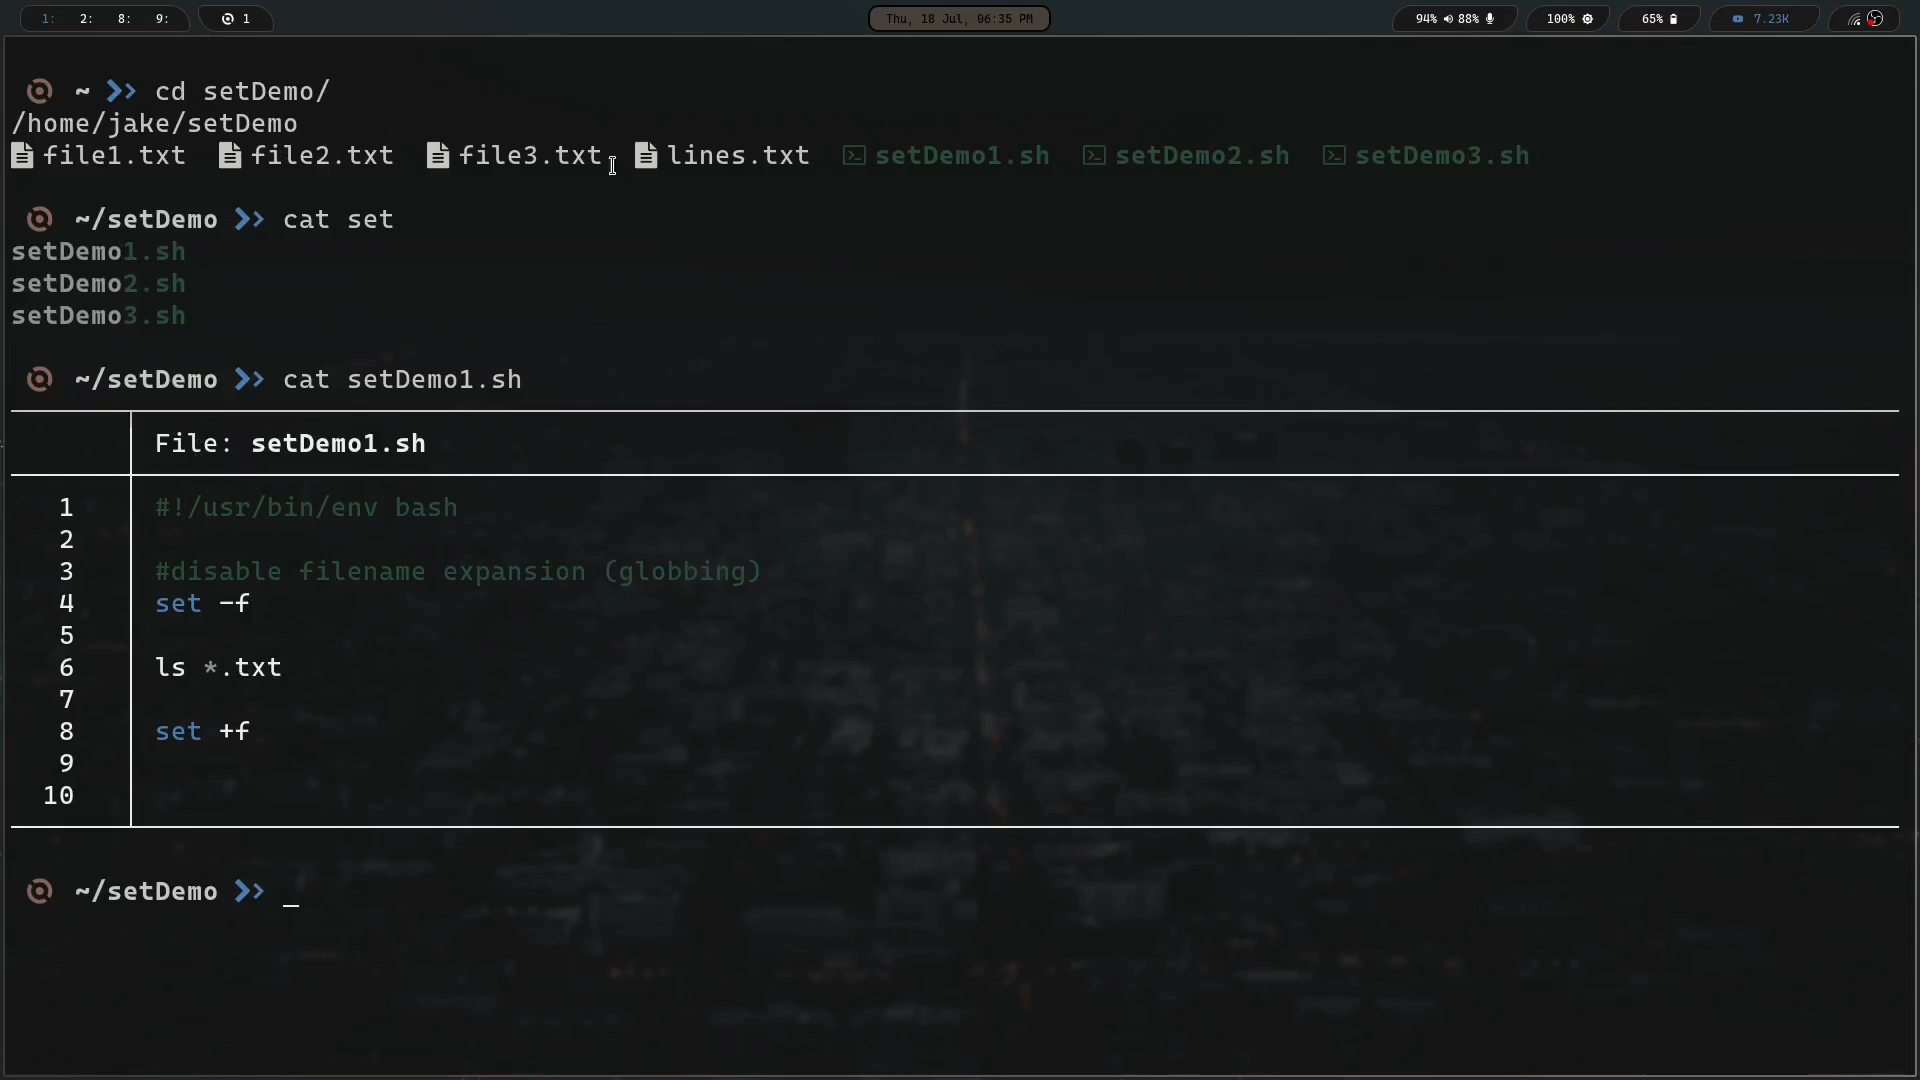 1: 2: 8: 9: 1 Thu, 18 Jul, 06:35 PM 94% 88% 100% 65% 7.23K
~ cd setDemo/
/home/jake/setDemo
file1.txt file2.txt file3.txt lines.txt setDemo1.sh setDemo2.sh setDemo3.sh
~/setDemo cat set
setDemo1.sh
setDemo2.sh
setDemo3.sh
~/setDemo cat setDemo1.sh
File: setDemo1.sh
1 #!/usr/bin/env bash
2
3 #disable filename expansion (globbing)
4 set -f
5
6 ls *.txt
7
8 set +f
9
10
~/setDemo _